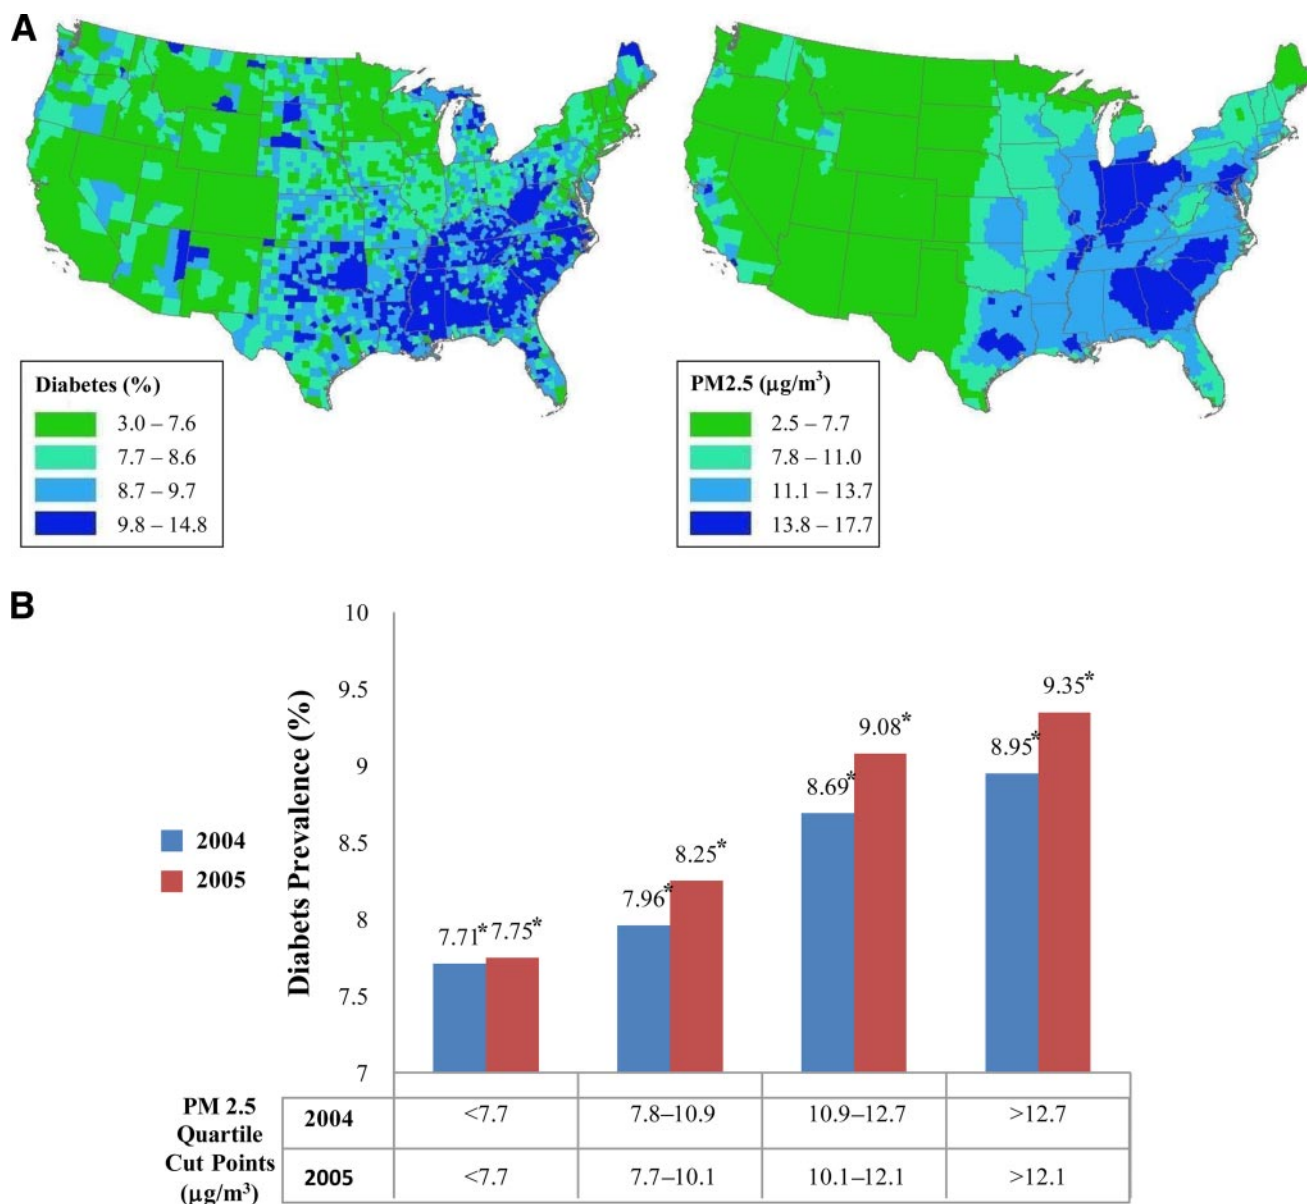 A
Diabetes (%)
3.0 – 7.6
7.7 – 8.6
8.7 – 9.7
9.8 – 14.8
PM2.5 (μg/m³)
2.5 – 7.7
7.8 – 11.0
11.1 – 13.7
13.8 – 17.7
B
Diabets Prevalence (%)
10
9.5
9
8.5
8
7.5
7
7.71* 7.75*
7.96* 8.25*
8.69* 9.08*
8.95* 9.35*
2004
2005
PM 2.5
Quartile
Cut Points
(μg/m³)
2004 <7.7 7.8–10.9 10.9–12.7 >12.7
2005 <7.7 7.7–10.1 10.1–12.1 >12.1